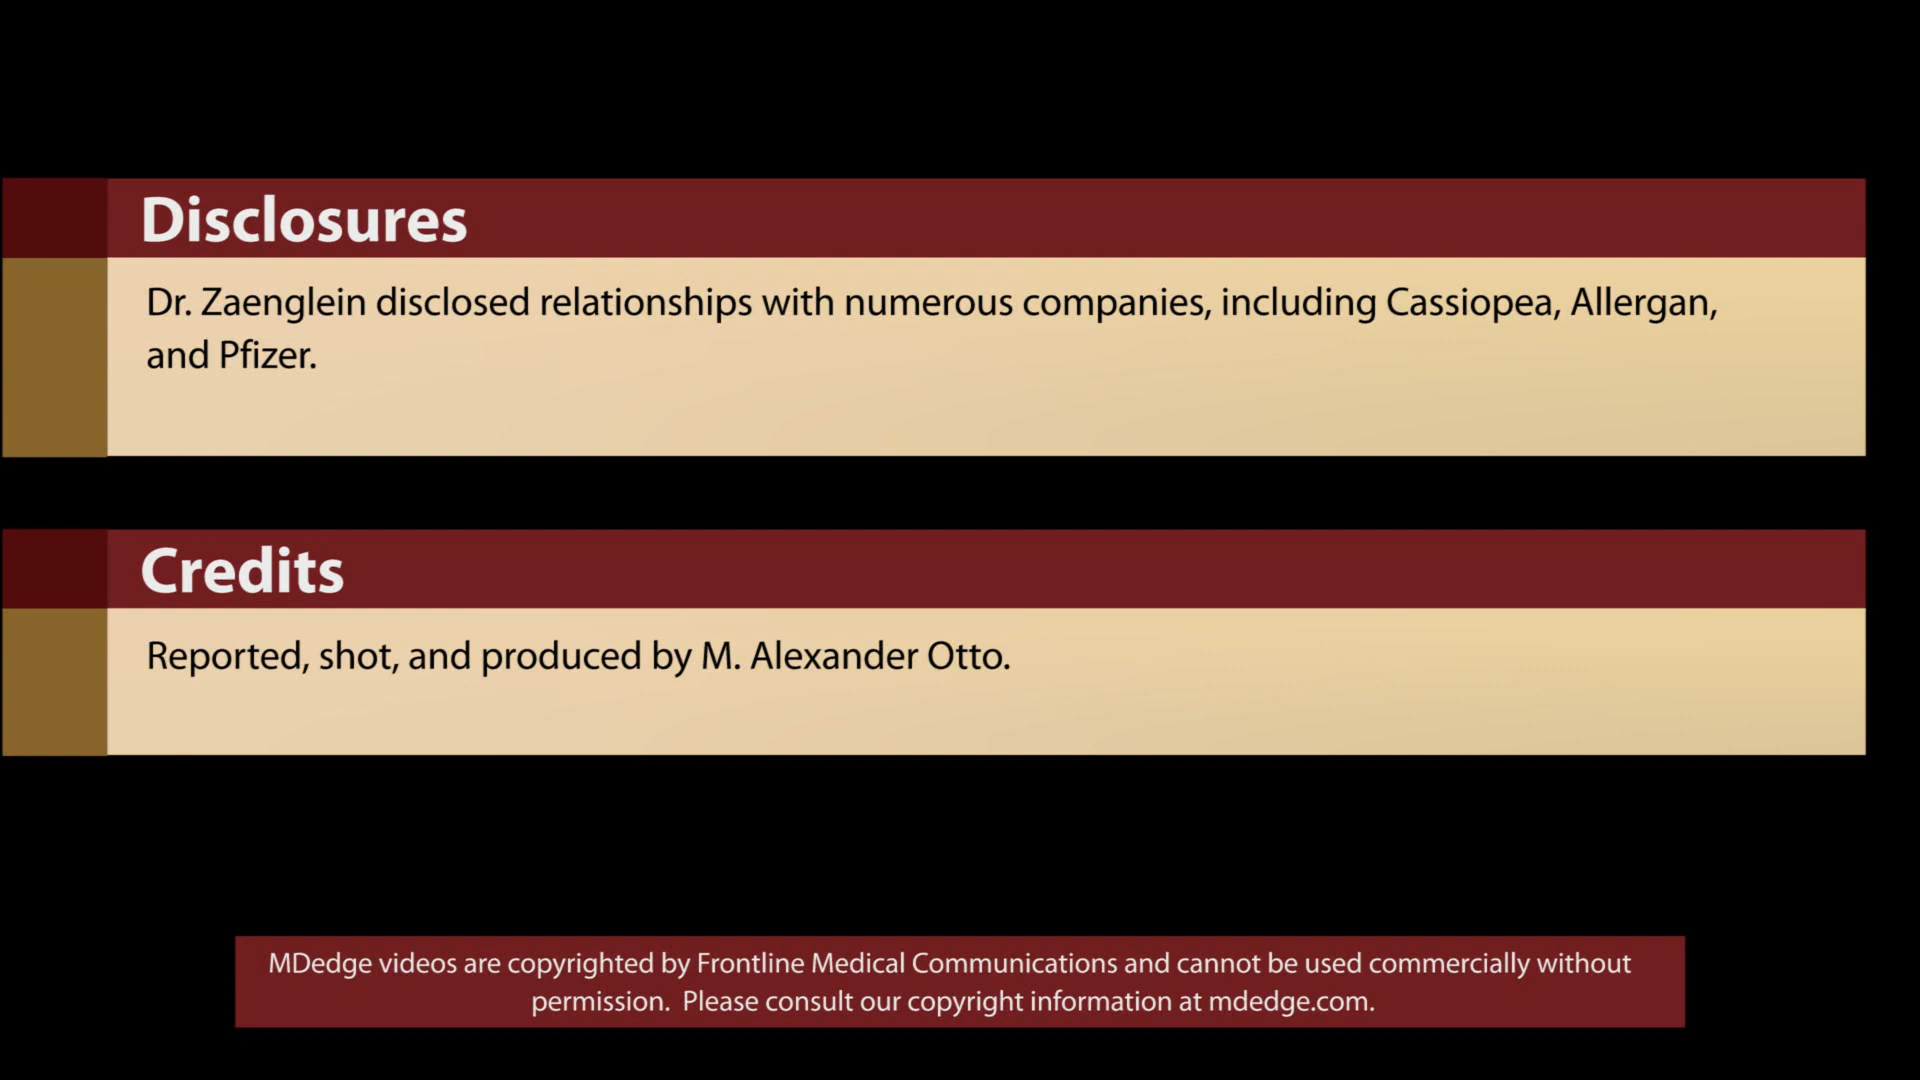 Disclosures
Dr. Zaenglein disclosed relationships with numerous companies, including Cassiopea, Allergan,
and Pfizer.
Credits
Reported, shot, and produced by M. Alexander Otto.
MDedge videos are copyrighted by Frontline Medical Communications and cannot be used commercially without
permission.  Please consult our copyright information at mdedge.com.